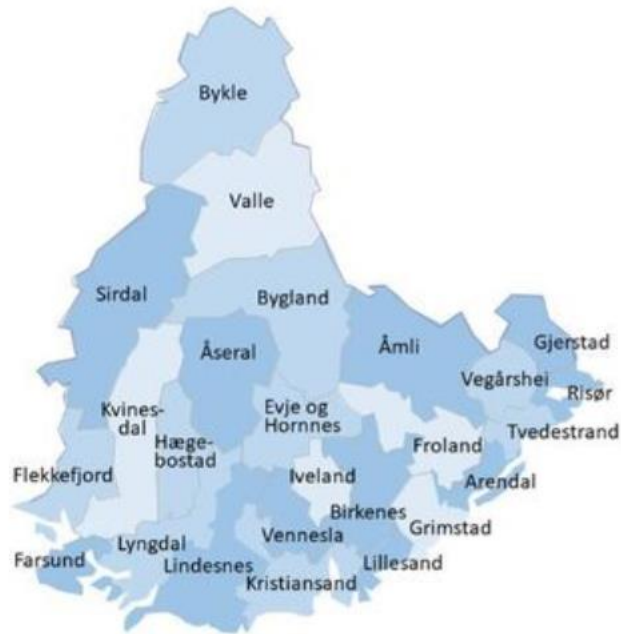 Bykle
Valle
Sirdal
Bygland
Åseral
Åmli
Gjerstad
Vegårshei
Risør
Kvines-
dal
Hæge-
bostad
Evje og
Hornnes
Froland
Tvedestrand
Flekkefjord
Iveland
Arendal
Birkenes
Grimstad
Farsund
Lyngdal
Lindesnes
Vennesla
Kristiansand
Lillesand